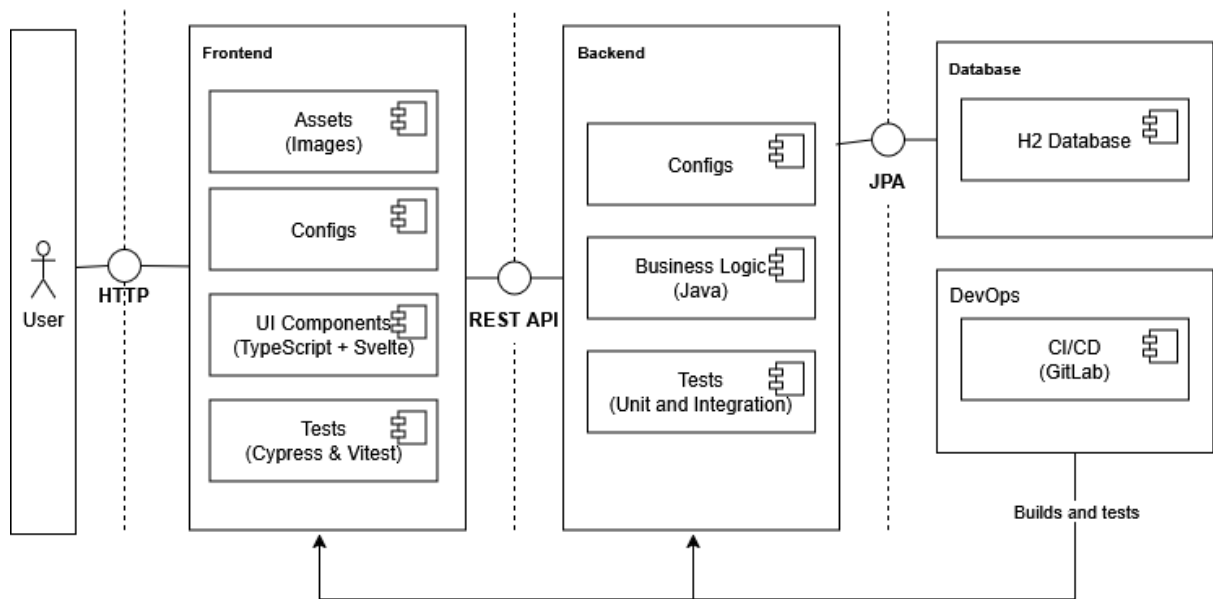 User
HTTP
Frontend
Assets
(Images)
Configs
UI Components
(TypeScript + Svelte)
Tests
(Cypress & Vitest)
REST API
Backend
Configs
Business Logic
(Java)
Tests
(Unit and Integration)
JPA
Database
H2 Database
DevOps
CI/CD
(GitLab)
Builds and tests